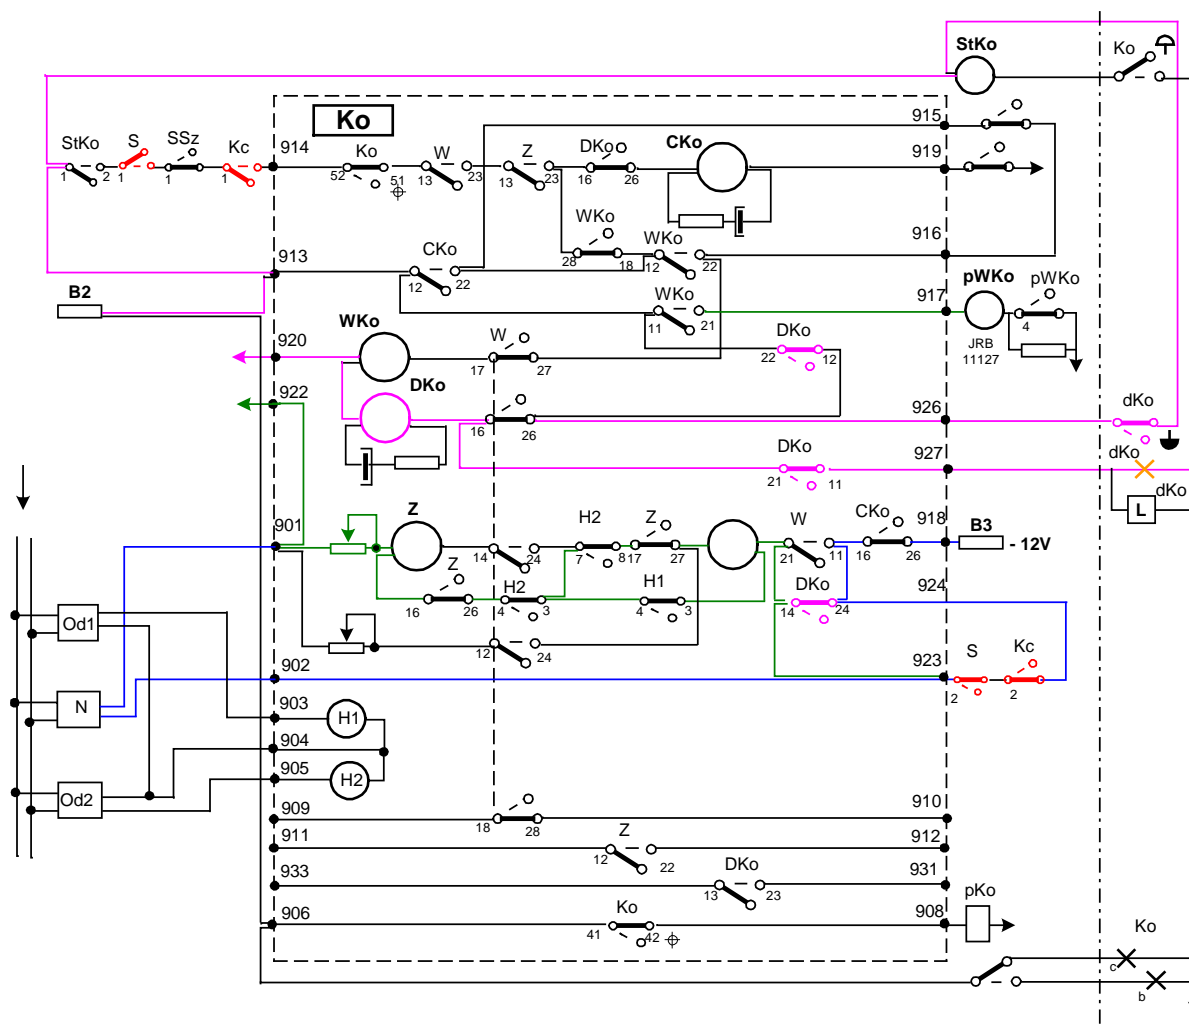 StKo Ko
Ko
915
StKo S SSz Kc 914 Ko W Z DKo CKo 919
1 2 1 1 1 52 51 13 23 13 23 16 26
WKo WKo 916
28 18 12 22
913 CKo
12 22
B2 WKo 917 pWKo pWKo
11 21 4
JRB
11127
920 WKo W DKo
17 27 22 12
922 DKo 926 dKo
16 26
DKo 927 dKo
21 11
L dKo
901 Z H2 Z W CKo 918 B3 - 12V
14 24 7 8 17 27 21 11 16 26
Z H2 H1 DKo 924
16 26 4 3 4 3 14 24
12 24
Od1
902 923 S Kc
2 2
N 903 H1
904
905 H2
Od2
909 18 28 910
911 Z 912
12 22
933 DKo 931
13 23
906 Ko 908 pKo
41 42
Ko
c
b